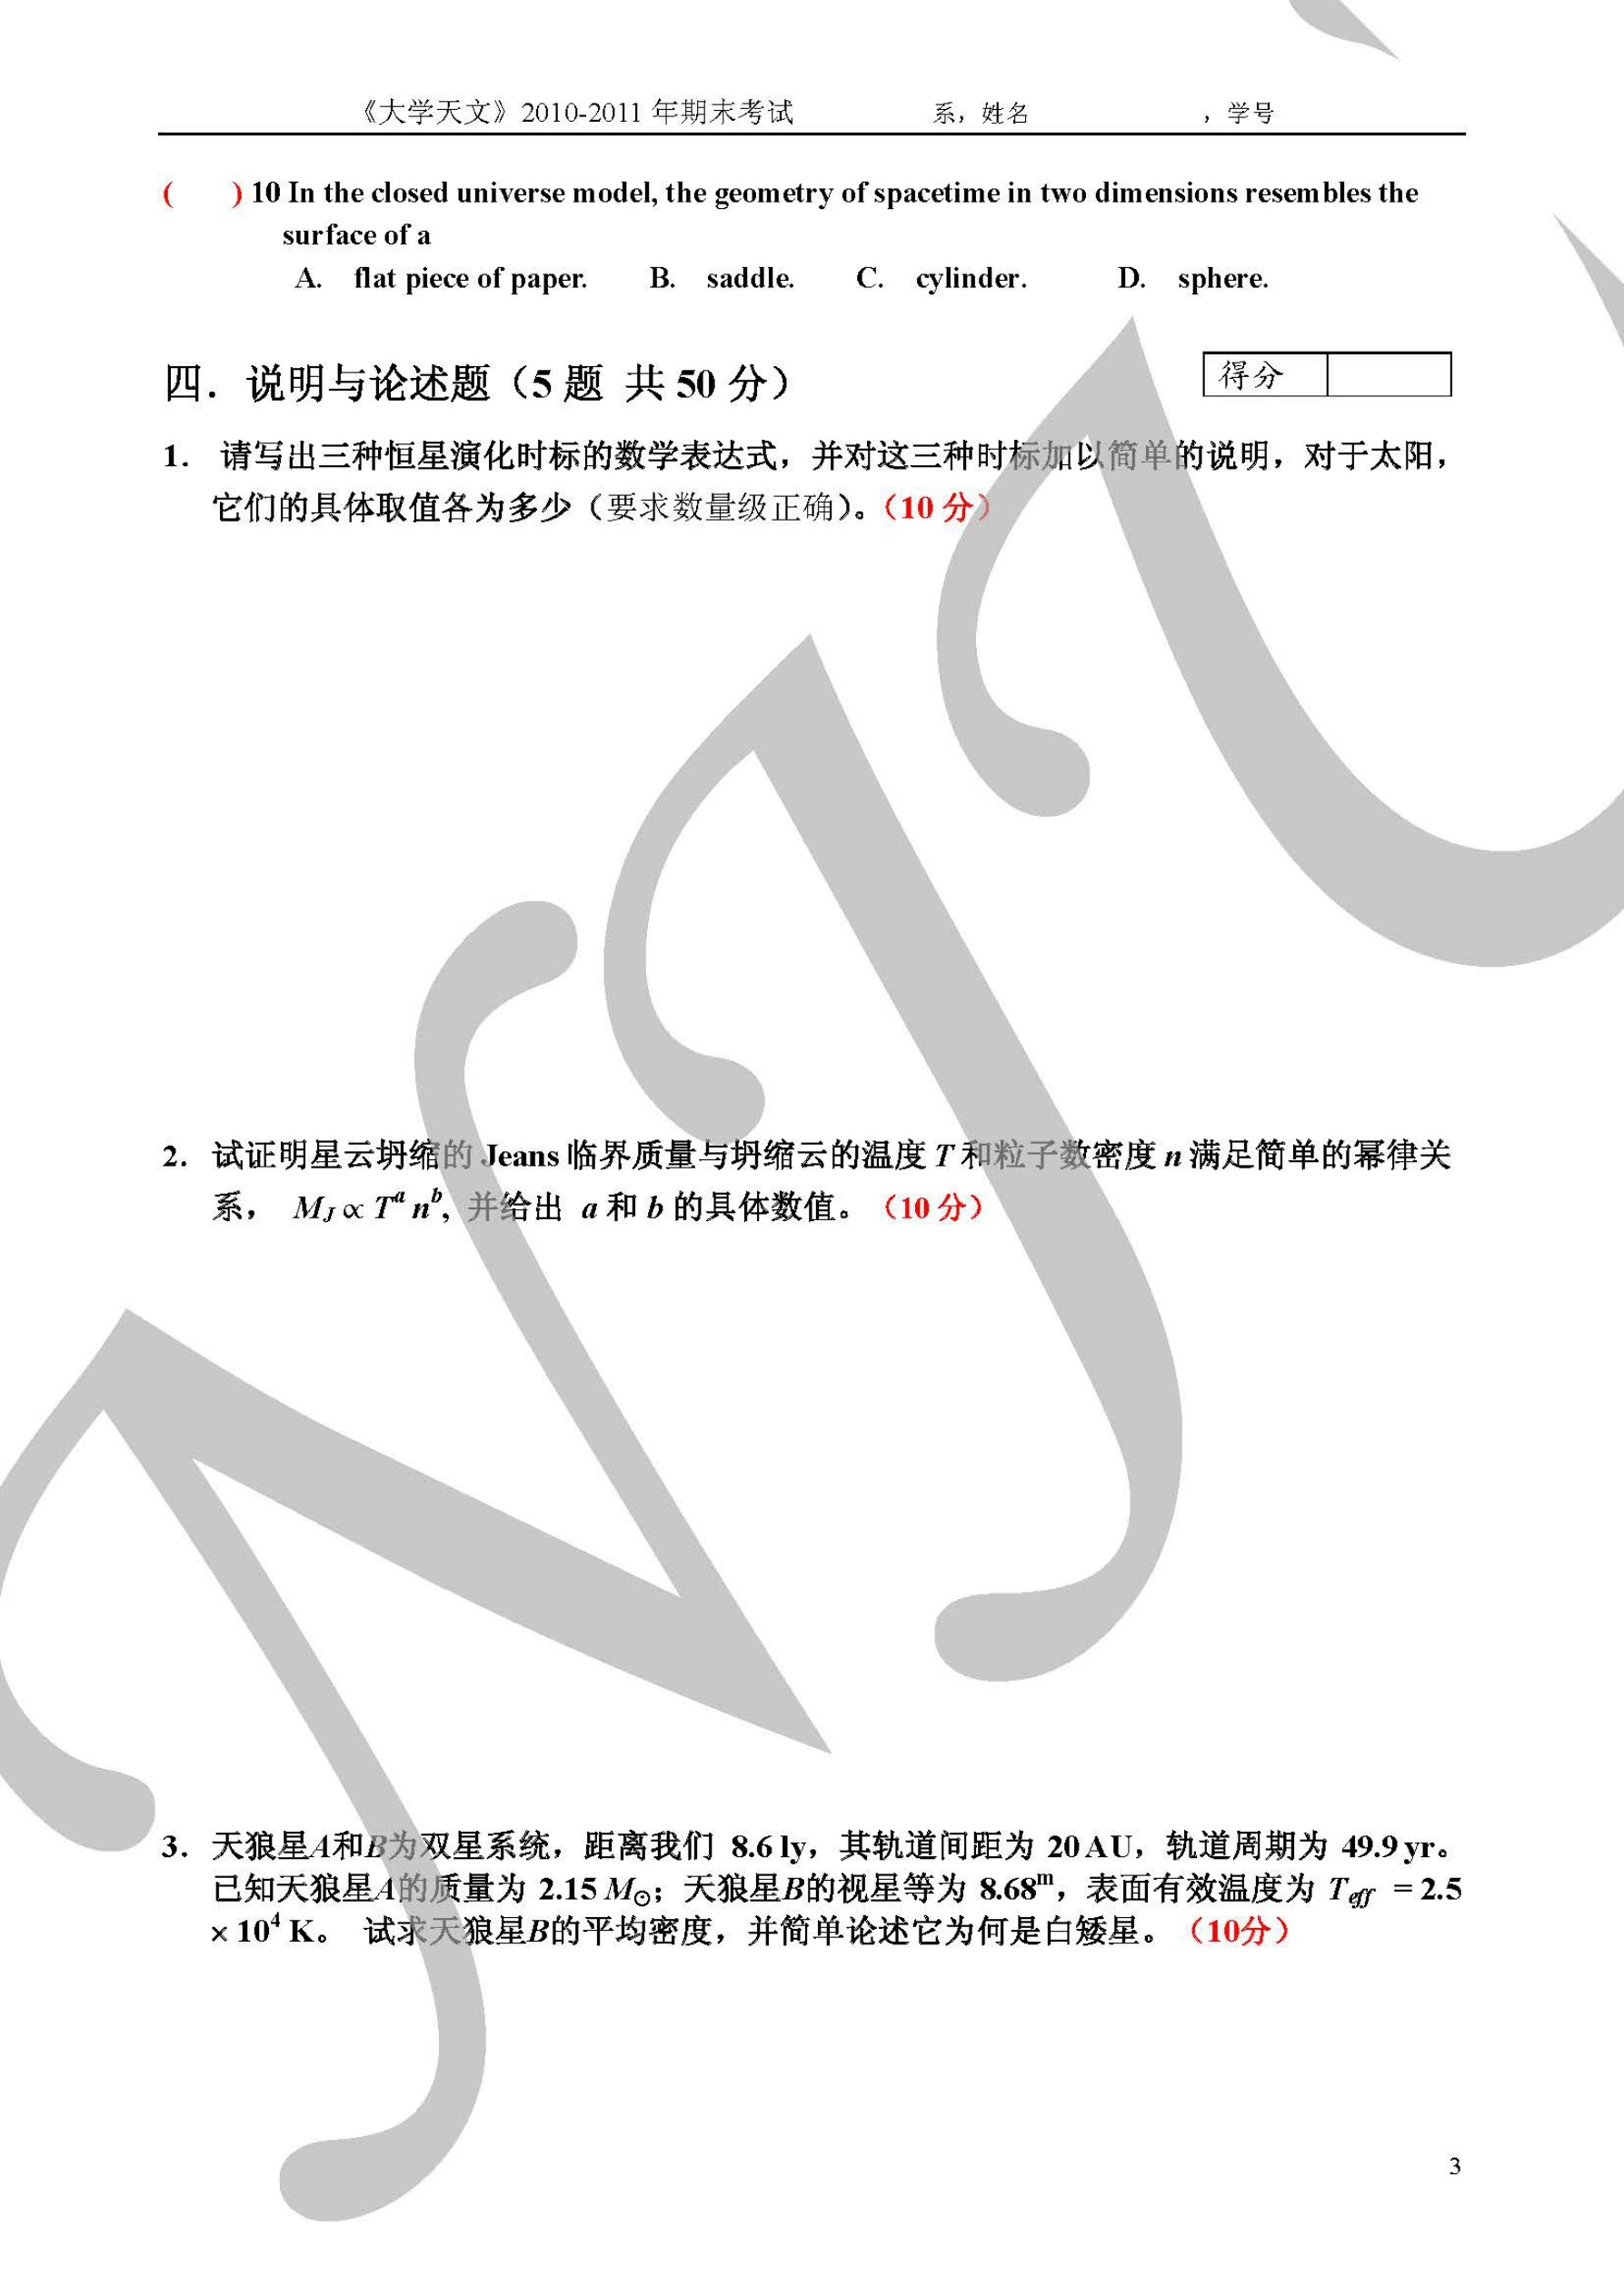 《大学天文》2010-2011 年期末考试 系，姓名 ，学号
( ) 10 In the closed universe model, the geometry of spacetime in two dimensions resembles the
surface of a
A. flat piece of paper. B. saddle. C. cylinder. D. sphere.
四．说明与论述题（5 题 共 50 分）
得分
1. 请写出三种恒星演化时标的数学表达式，并对这三种时标加以简单的说明，对于太阳，
它们的具体取值各为多少（要求数量级正确）。（10 分）
2. 试证明星云坍缩的 Jeans 临界质量与坍缩云的温度 T 和粒子数密度 n 满足简单的幂律关
系， M_J ∝ T^a n^b, 并给出 a 和 b 的具体数值。（10 分）
3. 天狼星A和B为双星系统，距离我们 8.6 ly，其轨道间距为 20 AU，轨道周期为 49.9 yr。
已知天狼星A的质量为 2.15 M⊙；天狼星B的视星等为 8.68^m，表面有效温度为 T_eff = 2.5
× 10^4 K。 试求天狼星B的平均密度，并简单论述它为何是白矮星。（10分）
3